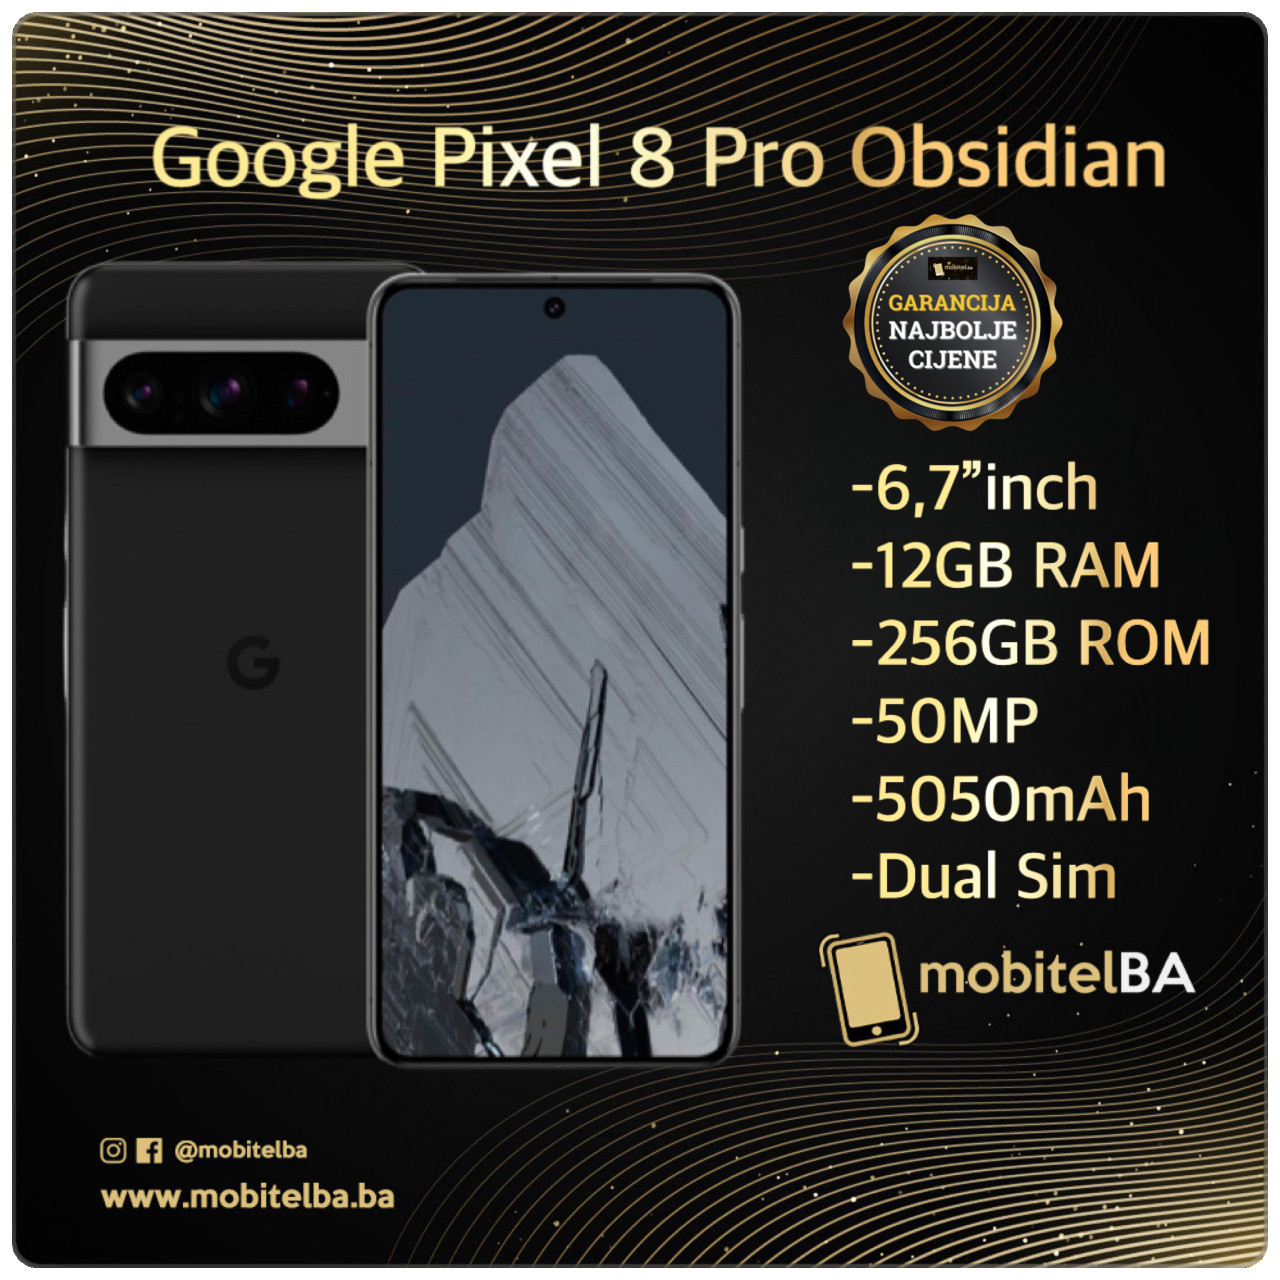 Google Pixel 8 Pro Obsidian
mobitelba
GARANCIJA
NAJBOLJE
CIJENE
-6,7”inch
-12GB RAM
-256GB ROM
-50MP
-5050mAh
-Dual Sim
mobitelBA
@mobitelba
www.mobitelba.ba
G